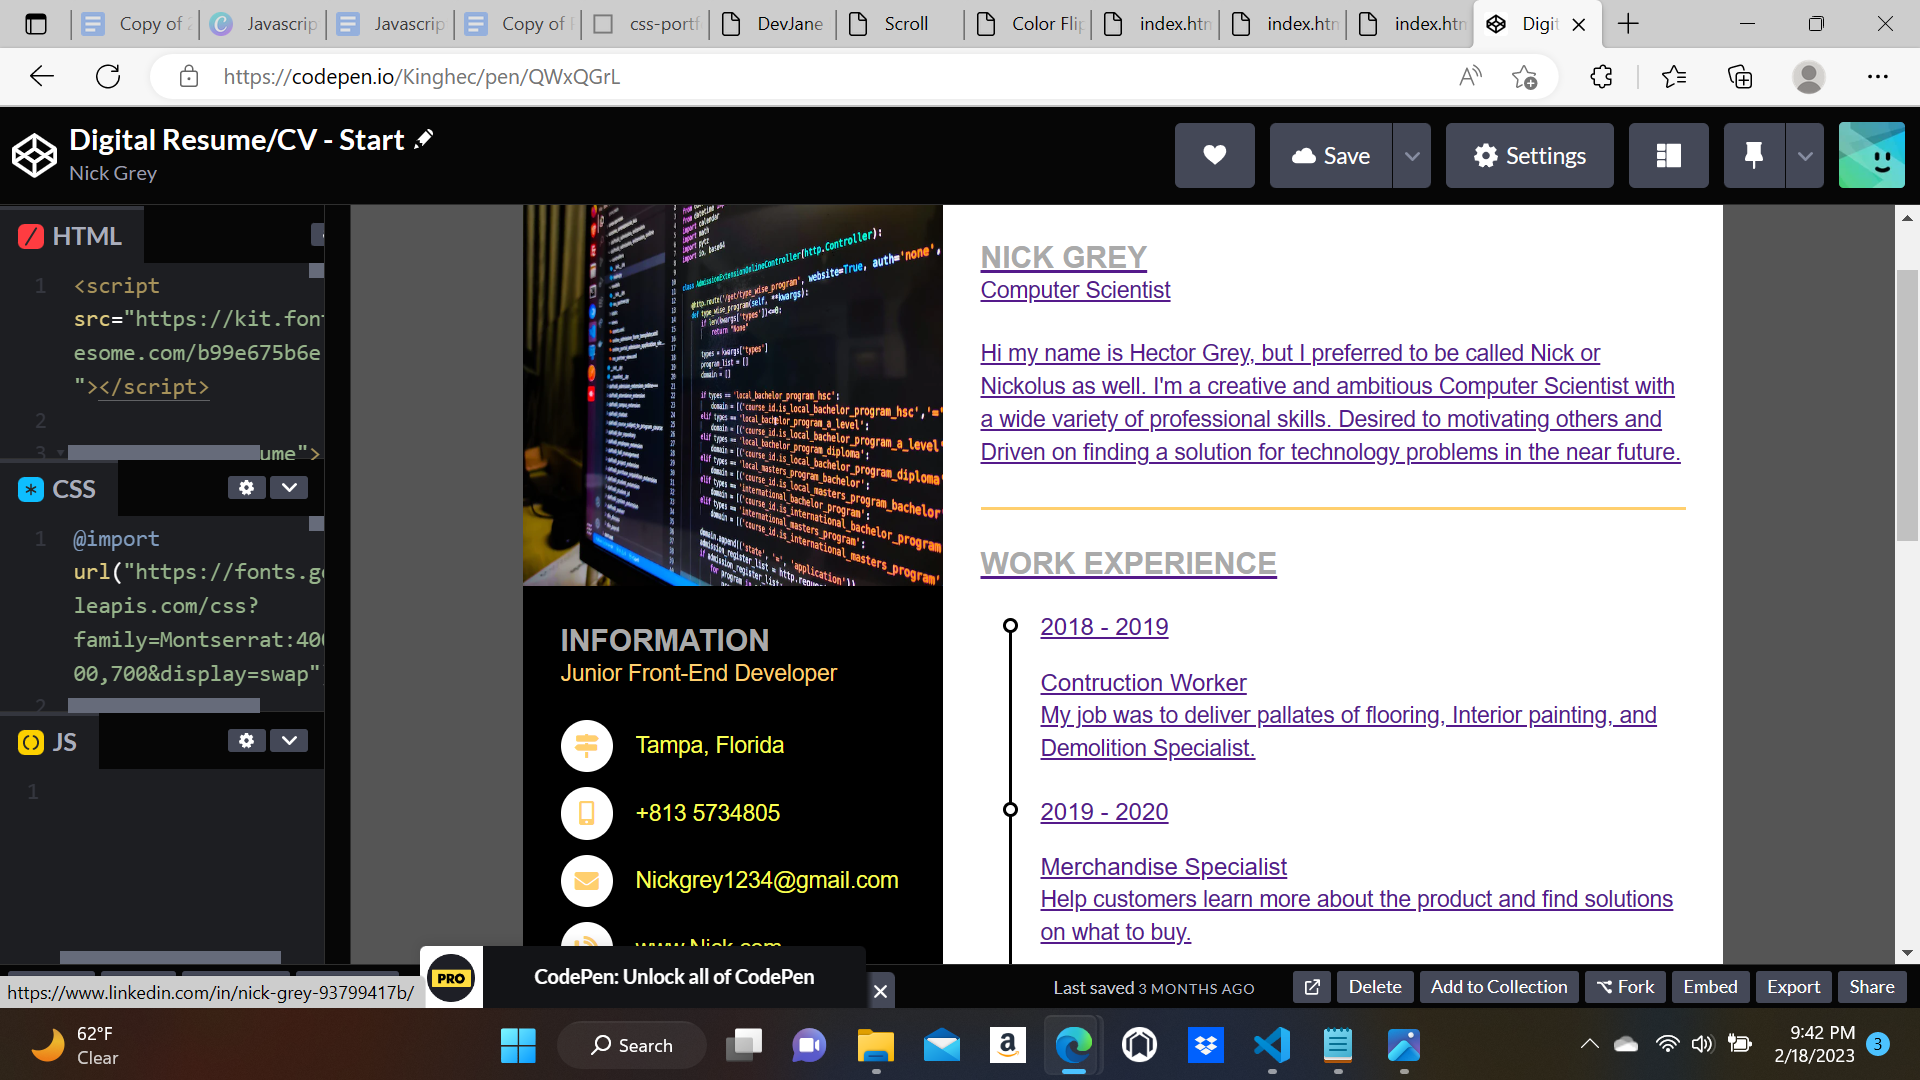 Copy of
Javascrip
Javascrip
Copy of
css-portf
DevJane
Scroll
Color Flip
index.htm
index.htm
index.htm
Digit
https://codepen.io/Kinghec/pen/QWxQGrL
Digital Resume/CV - Start
Nick Grey
Save
Settings
HTML
1 <script
src="https://kit.font
esome.com/b99e675b6e
"></script>
2
3 ume">
CSS
1 @import
url("https://fonts.go
leapis.com/css?
family=Montserrat:400
00,700&display=swap"
2
JS
1
INFORMATION
Junior Front-End Developer
Tampa, Florida
+813 5734805
Nickgrey1234@gmail.com
www.Nick.com
NICK GREY
Computer Scientist
Hi my name is Hector Grey, but I preferred to be called Nick or
Nickolus as well. I'm a creative and ambitious Computer Scientist with
a wide variety of professional skills. Desired to motivating others and
Driven on finding a solution for technology problems in the near future.
WORK EXPERIENCE
2018 - 2019
Contruction Worker
My job was to deliver pallates of flooring, Interior painting, and
Demolition Specialist.
2019 - 2020
Merchandise Specialist
Help customers learn more about the product and find solutions
on what to buy.
https://www.linkedin.com/in/nick-grey-93799417b/
PRO
CodePen: Unlock all of CodePen
Last saved 3 MONTHS AGO
Delete
Add to Collection
Fork
Embed
Export
Share
62°F
Clear
Search
9:42 PM
2/18/2023
3